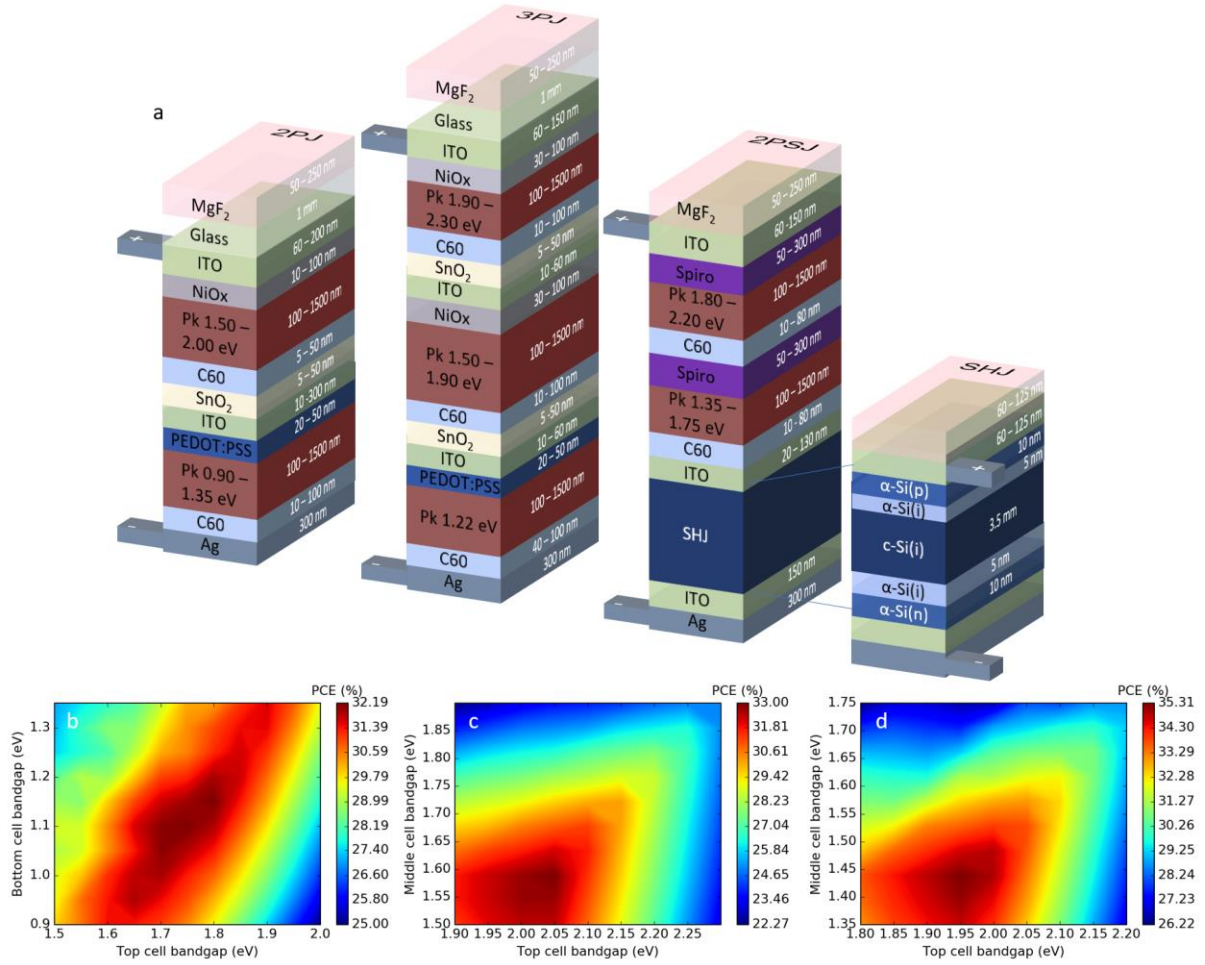 a
2PJ
MgF2
50 – 250 nm
Glass
1 mm
ITO
60 – 200 nm
NiOx
10 – 100 nm
Pk 1.50 –
2.00 eV
100 – 1500 nm
C60
5 – 50 nm
SnO2
5 – 50 nm
ITO
10 -300 nm
PEDOT:PSS
20 – 50 nm
Pk 0.90 –
1.35 eV
100 – 1500 nm
C60
10 – 100 nm
Ag
300 nm
+
–
3PJ
MgF2
50 – 250 nm
Glass
1 mm
ITO
60 – 150 nm
NiOx
30 – 100 nm
Pk 1.90 –
2.30 eV
100 – 1500 nm
C60
10 – 100 nm
SnO2
5 – 50 nm
ITO
10 -60 nm
NiOx
30 – 100 nm
Pk 1.50 –
1.90 eV
100 – 1500 nm
C60
10 – 100 nm
SnO2
5 -50 nm
ITO
10 – 60 nm
PEDOT:PSS
20 – 50 nm
Pk 1.22 eV
100 – 1500 nm
C60
40 – 100 nm
Ag
300 nm
+
–
2PSJ
MgF2
50 – 250 nm
ITO
60 -150 nm
Spiro
50 – 300 nm
Pk 1.80 –
2.20 eV
100 – 1500 nm
C60
10 – 80 nm
Spiro
50 – 300 nm
Pk 1.35 –
1.75 eV
100 – 1500 nm
C60
10 - 80 nm
ITO
20 – 130 nm
SHJ
ITO
150 nm
Ag
300 nm
+
–
SHJ
60 – 125 nm
60 – 125 nm
α-Si(p)
10 nm
α-Si(i)
5 nm
c-Si(i)
3.5 mm
α-Si(i)
5 nm
α-Si(n)
10 nm
+
–
b
PCE (%)
32.19
31.39
30.59
29.79
28.99
28.19
27.40
26.60
25.80
25.00
Bottom cell bandgap (eV)
1.3
1.2
1.1
1.0
0.9
1.5 1.6 1.7 1.8 1.9 2.0
Top cell bandgap (eV)
c
PCE (%)
33.00
31.81
30.62
29.43
28.23
27.04
25.85
24.66
23.46
22.27
Middle cell bandgap (eV)
1.85
1.80
1.75
1.70
1.65
1.60
1.55
1.50
1.90 1.95 2.00 2.05 2.10 2.15 2.20 2.25
Top cell bandgap (eV)
d
PCE (%)
35.31
34.30
33.29
32.28
31.27
30.26
29.25
28.24
27.23
26.22
Middle cell bandgap (eV)
1.75
1.70
1.65
1.60
1.55
1.50
1.45
1.40
1.35
1.80 1.85 1.90 1.95 2.00 2.05 2.10 2.15 2.20
Top cell bandgap (eV)